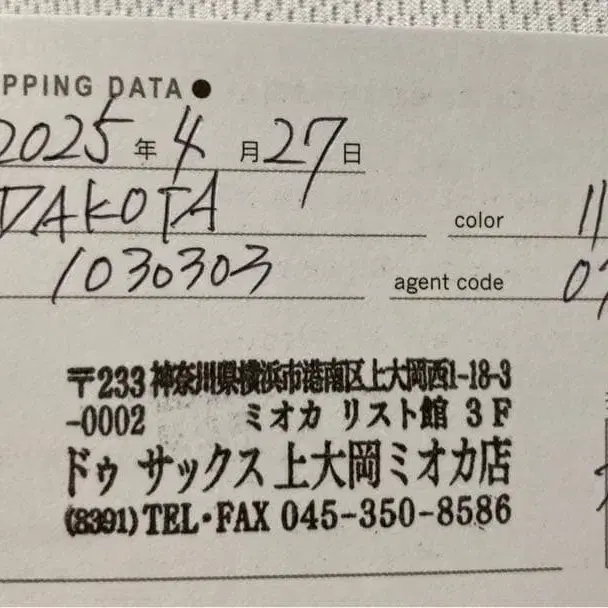 PPING DATA ●
2025 年 4 月 27 日
DAKOTA color 11
1030303 agent code 07
〒233 神奈川県横浜市港南区上大岡西1-18-3
-0002 ミオカ リスト館 3F
ドゥ サックス 上大岡ミオカ店
(8391) TEL・FAX 045-350-8586